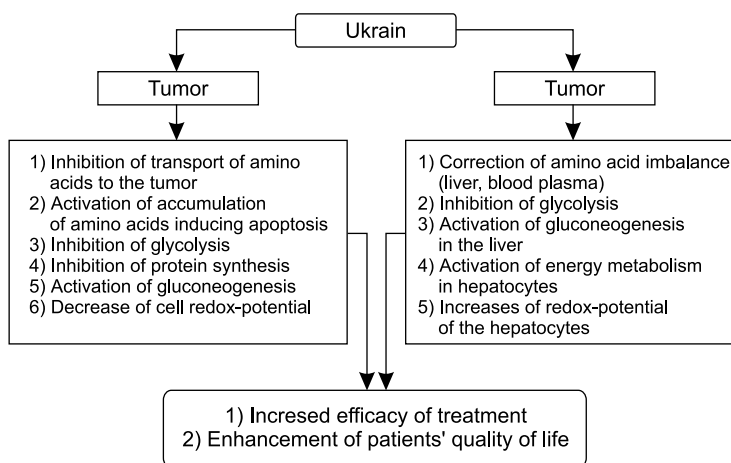 Ukrain
Tumor
1) Inhibition of transport of amino
acids to the tumor
2) Activation of accumulation
of amino acids inducing apoptosis
3) Inhibition of glycolysis
4) Inhibition of protein synthesis
5) Activation of gluconeogenesis
6) Decrease of cell redox-potential
Tumor
1) Correction of amino acid imbalance
(liver, blood plasma)
2) Inhibition of glycolysis
3) Activation of gluconeogenesis
in the liver
4) Activation of energy metabolism
in hepatocytes
5) Increases of redox-potential
of the hepatocytes
1) Incresed efficacy of treatment
2) Enhancement of patients' quality of life